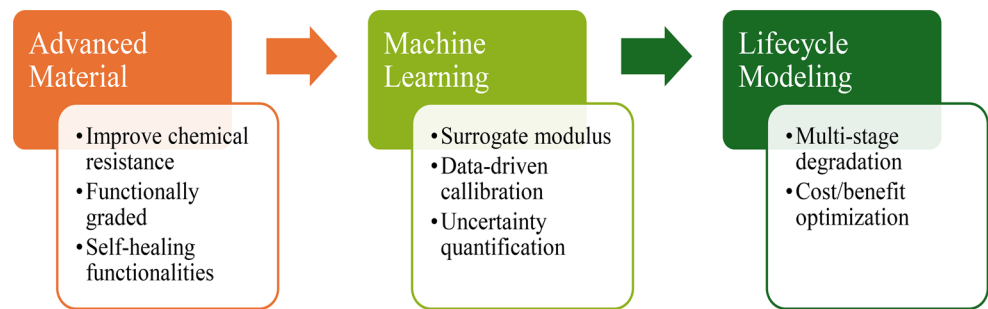 Advanced
Material
• Improve chemical
resistance
• Functionally
graded
• Self-healing
functionalities
Machine
Learning
• Surrogate modulus
• Data-driven
callibration
• Uncertainty
quantification
Lifecycle
Modeling
• Multi-stage
degradation
• Cost/benefit
optimization